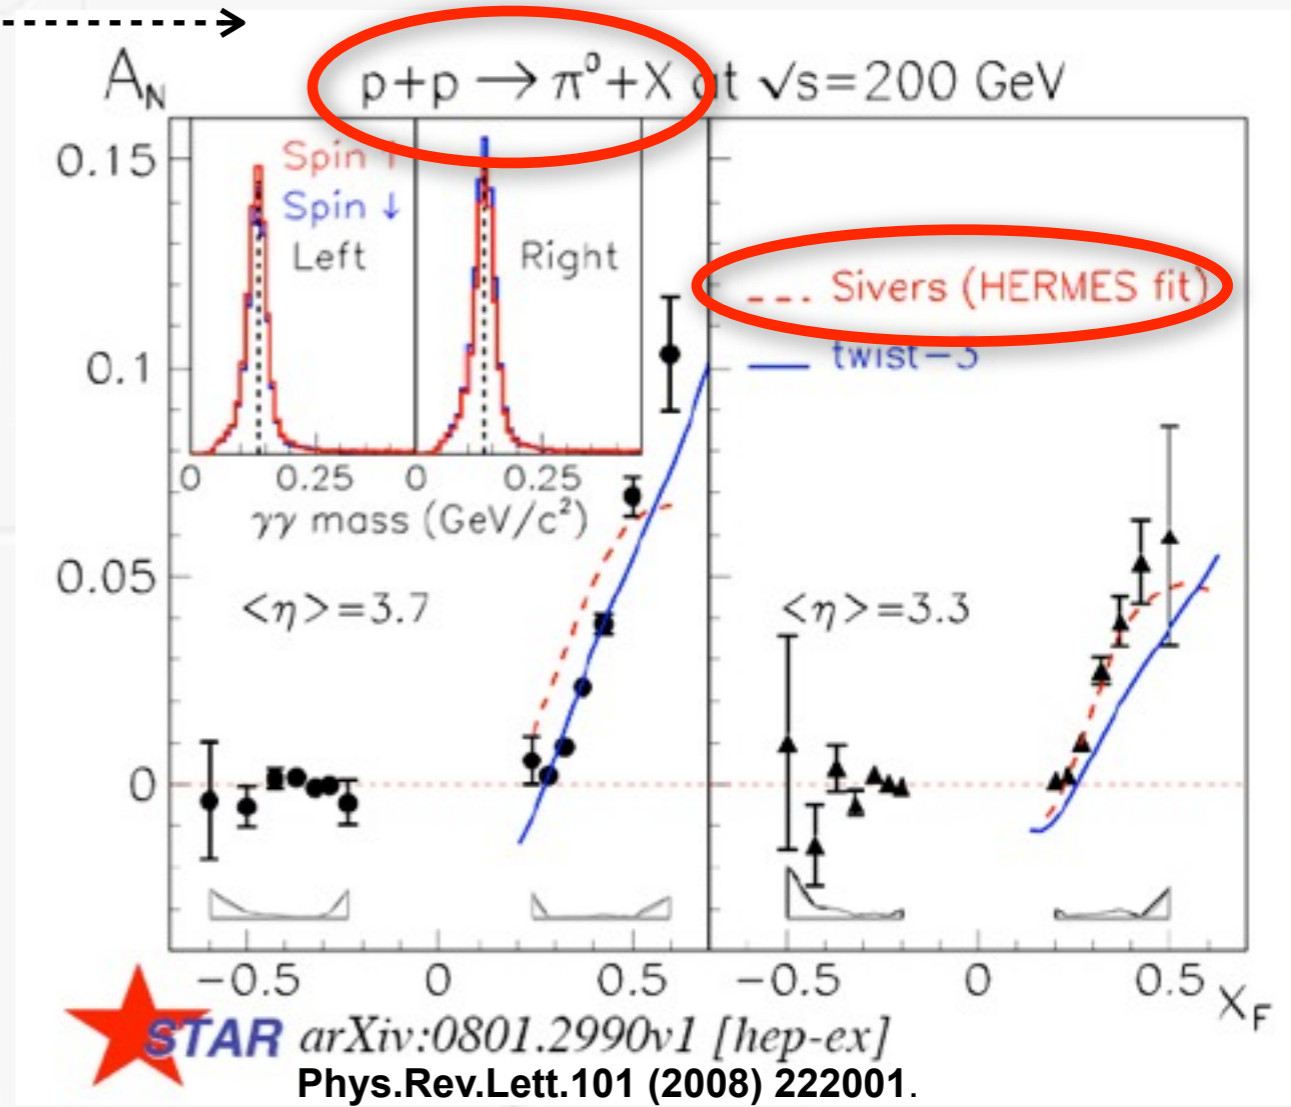 A_N
p+p → π⁰+X at √s=200 GeV
0.15
0.1
0.05
0
Spin ↑
Spin ↓
Left
Right
0 0.25 0 0.25
γγ mass (GeV/c²)
Sivers (HERMES fit)
twist-3
<η>=3.7
<η>=3.3
−0.5 0 0.5 −0.5 0 0.5
X_F
STAR arXiv:0801.2990v1 [hep-ex]
Phys.Rev.Lett.101 (2008) 222001.